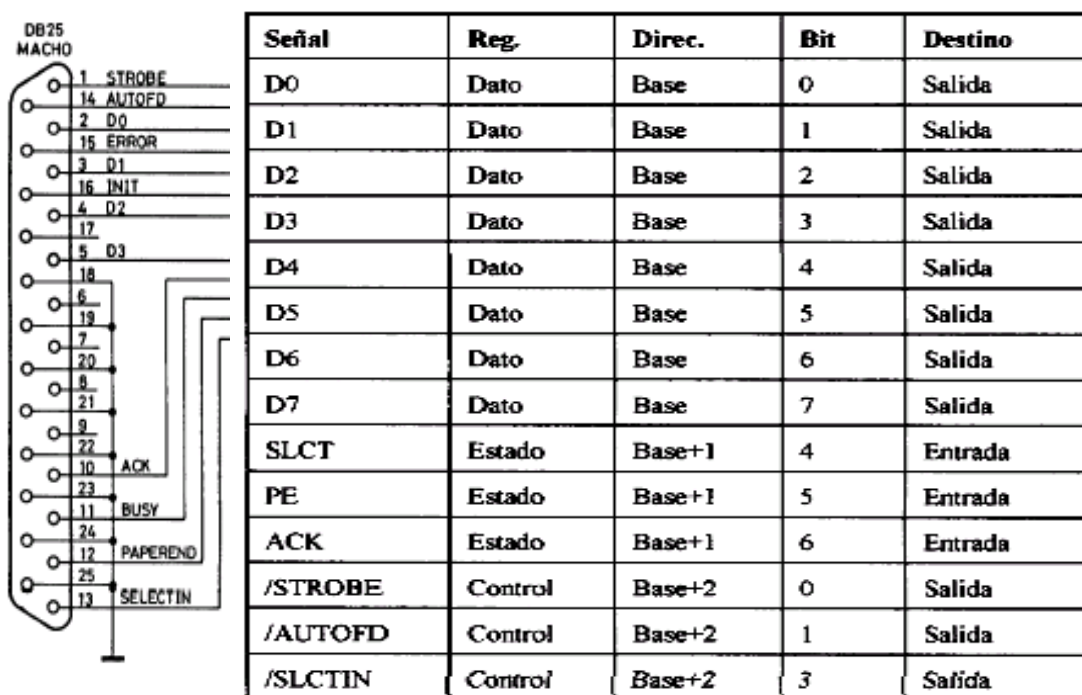 DB25
MACHO
1 STROBE
14 AUTOFD
2 D0
15 ERROR
3 D1
16 INIT
4 D2
17
5 D3
18
6
19
7
20
8
21
9
22
10 ACK
23
11 BUSY
24
12 PAPEREND
25
13 SELECTIN
Señal Reg. Direc. Bit Destino
D0 Dato Base 0 Salida
D1 Dato Base 1 Salida
D2 Dato Base 2 Salida
D3 Dato Base 3 Salida
D4 Dato Base 4 Salida
D5 Dato Base 5 Salida
D6 Dato Base 6 Salida
D7 Dato Base 7 Salida
SLCT Estado Base+1 4 Entrada
PE Estado Base+1 5 Entrada
ACK Estado Base+1 6 Entrada
/STROBE Control Base+2 0 Salida
/AUTOFD Control Base+2 1 Salida
/SLCTIN Control Base+2 3 Salida